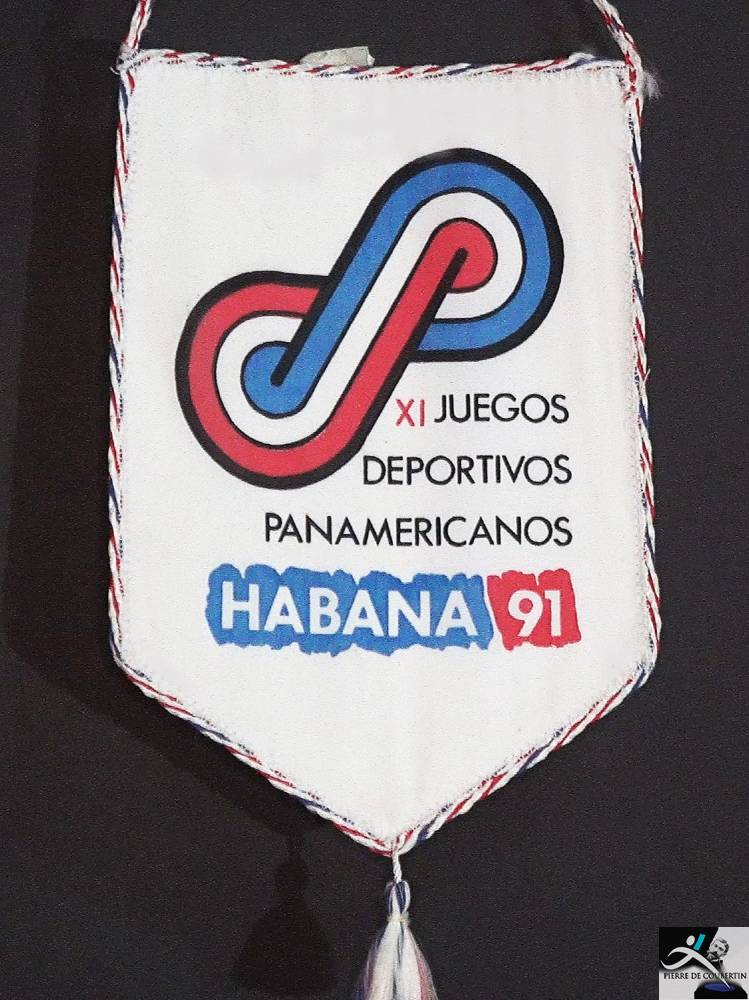 XI JUEGOS
DEPORTIVOS
PANAMERICANOS
HABANA 91
PIERRE DE COUBERTIN